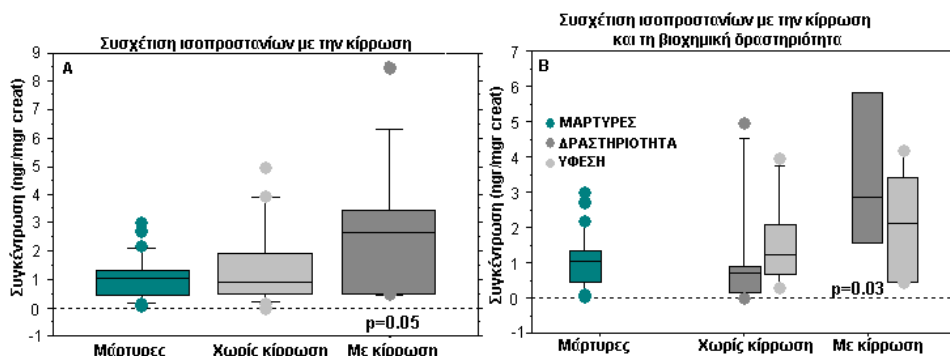 Συσχέτιση ισοπροστανίων με την κίρρωση
A
Συγκέντρωση (ngr/mgr creat)
9
8
7
6
5
4
3
2
1
0
-1
p=0.05
Μάρτυρες
Χωρίς κίρρωση
Με κίρρωση
Συσχέτιση ισοπροστανίων με την κίρρωση
και τη βιοχημική δραστηριότητα
B
Συγκέντρωση (ngr/mgr creat)
7
6
5
4
3
2
1
0
-1
ΜΑΡΤΥΡΕΣ
ΔΡΑΣΤΗΡΙΟΤΗΤΑ
ΥΦΕΣΗ
p=0.03
Μάρτυρες
Χωρίς κίρρωση
Με κίρρωση